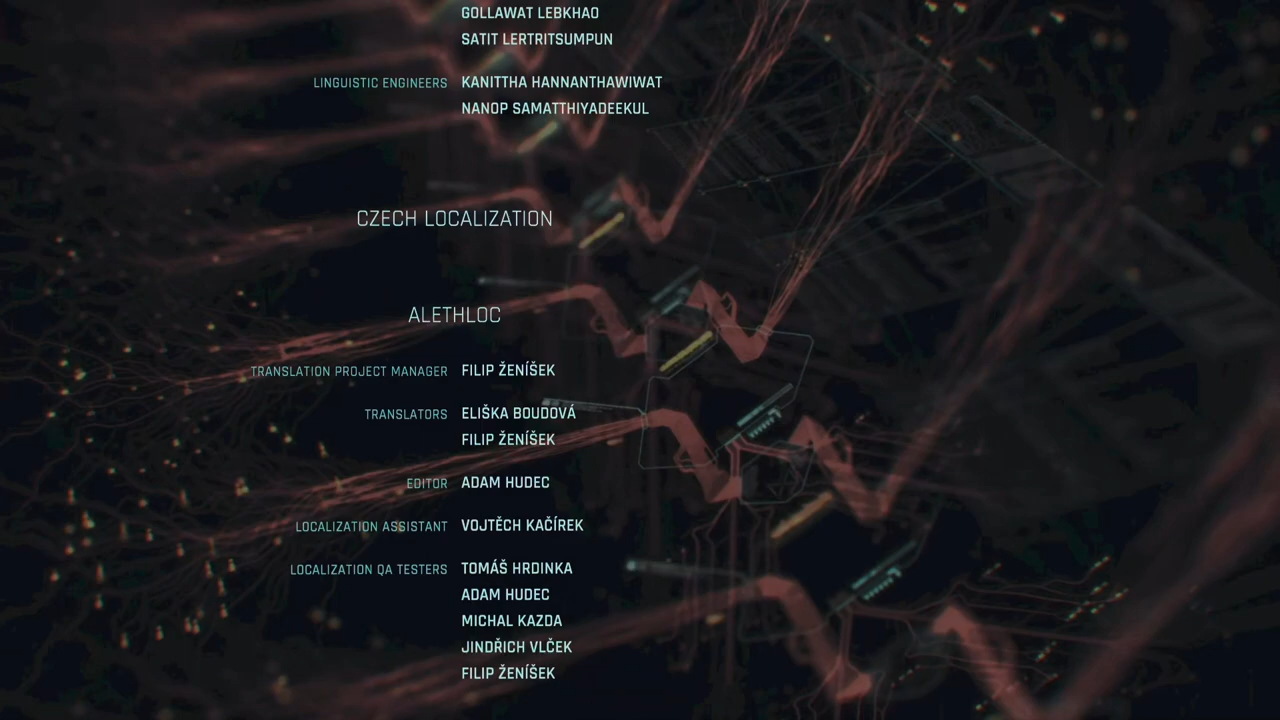 GOLLAWAT LEBKHAO
SATIT LERTRITSUMPUN
LINGUISTIC ENGINEERS KANITTHA HANNANTHAWIWAT
NANOP SAMATTHIYADEEKUL
CZECH LOCALIZATION
ALETHLOC
TRANSLATION PROJECT MANAGER FILIP ŽENÍŠEK
TRANSLATORS ELIŠKA BOUDOVÁ
FILIP ŽENÍŠEK
EDITOR ADAM HUDEC
LOCALIZATION ASSISTANT VOJTĚCH KAČÍREK
LOCALIZATION QA TESTERS TOMÁŠ HRDINKA
ADAM HUDEC
MICHAL KAZDA
JINDŘICH VLČEK
FILIP ŽENÍŠEK